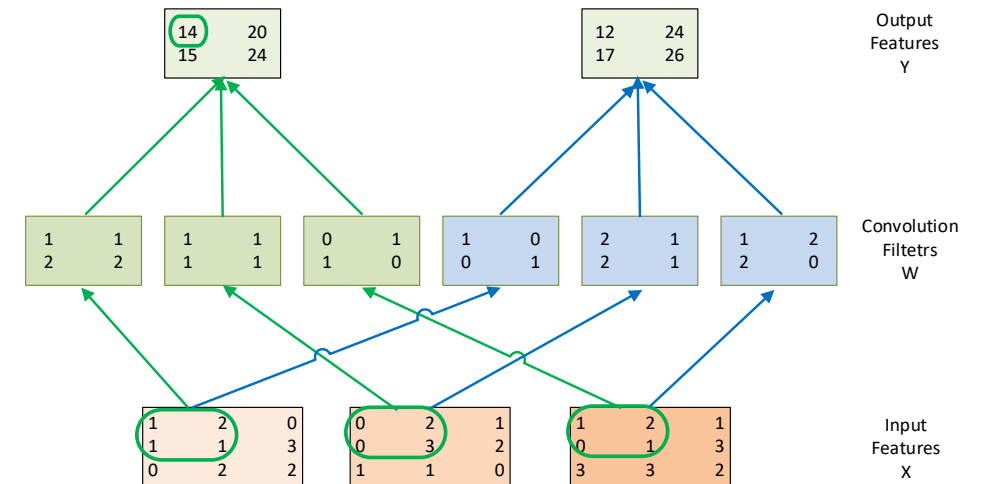 14 20
15 24
12 24
17 26
Output
Features
Y
1 1
2 2
1 1
1 1
0 1
1 0
1 0
0 1
2 1
2 1
1 2
2 0
Convolution
Filtetrs
W
1 2 0
1 1 3
0 2 2
0 2 1
0 3 2
1 1 0
1 2 1
0 1 3
3 3 2
Input
Features
X